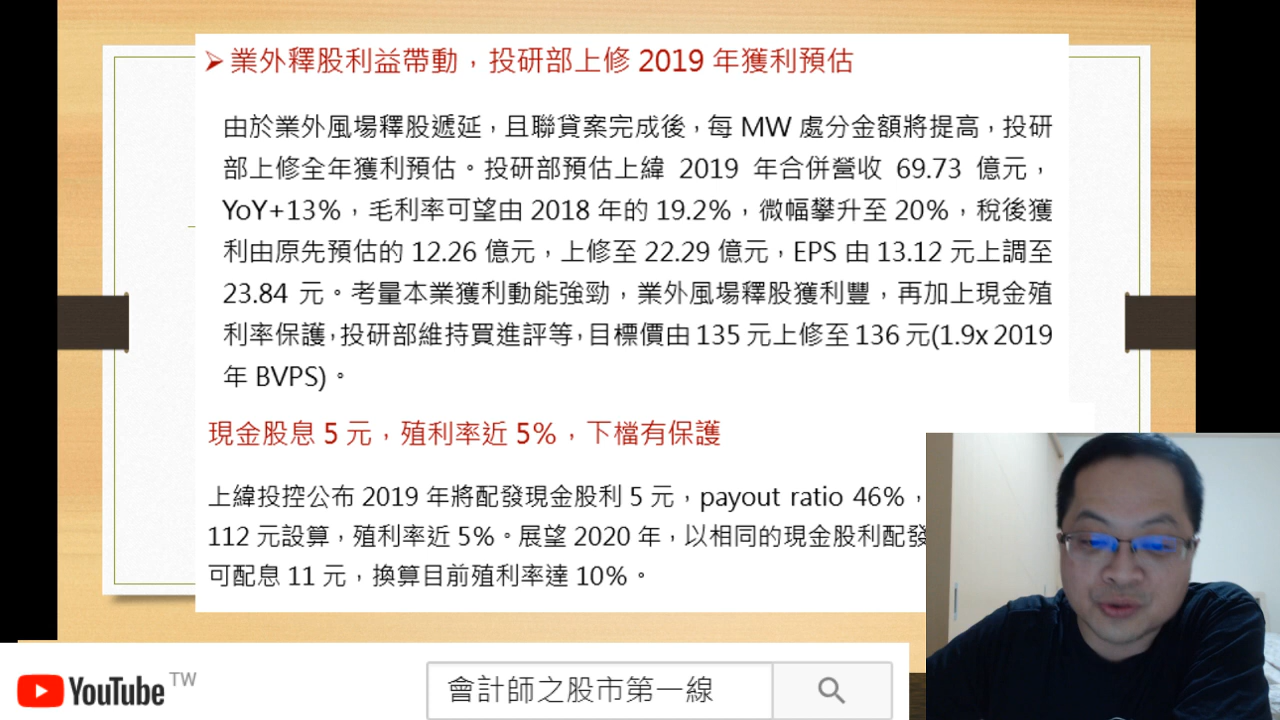 ➢ 業外釋股利益帶動，投研部上修 2019 年獲利預估
由於業外風場釋股遞延，且聯貸案完成後，每 MW 處分金額將提高，投研
部上修全年獲利預估。投研部預估上緯 2019 年合併營收 69.73 億元，
YoY+13%，毛利率可望由 2018 年的 19.2%，微幅攀升至 20%，稅後獲
利由原先預估的 12.26 億元，上修至 22.29 億元，EPS 由 13.12 元上調至
23.84 元。考量本業獲利動能強勁，業外風場釋股獲利豐，再加上現金殖
利率保護，投研部維持買進評等，目標價由 135 元上修至 136 元(1.9x 2019
年 BVPS)。
現金股息 5 元，殖利率近 5%，下檔有保護
上緯投控公布 2019 年將配發現金股利 5 元，payout ratio 46%，
112 元設算，殖利率近 5%。展望 2020 年，以相同的現金股利配發
可配息 11 元，換算目前殖利率達 10%。
YouTube TW
會計師之股市第一線